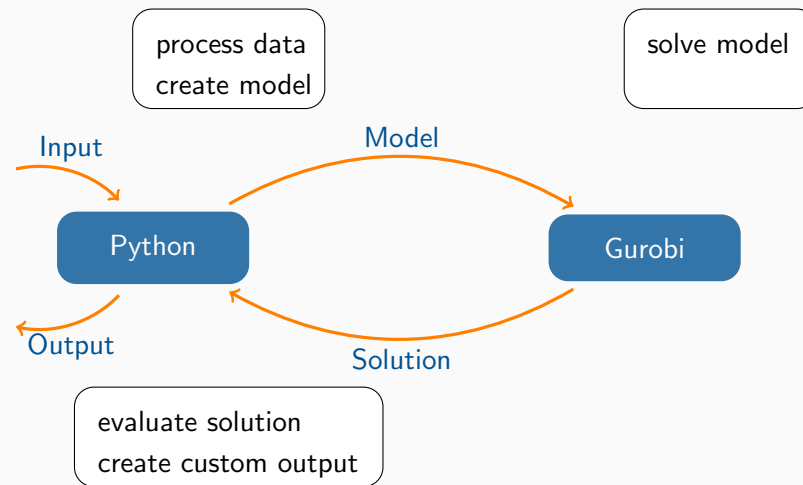 process data
create model
solve model
Input
Model
Python
Gurobi
Output
Solution
evaluate solution
create custom output